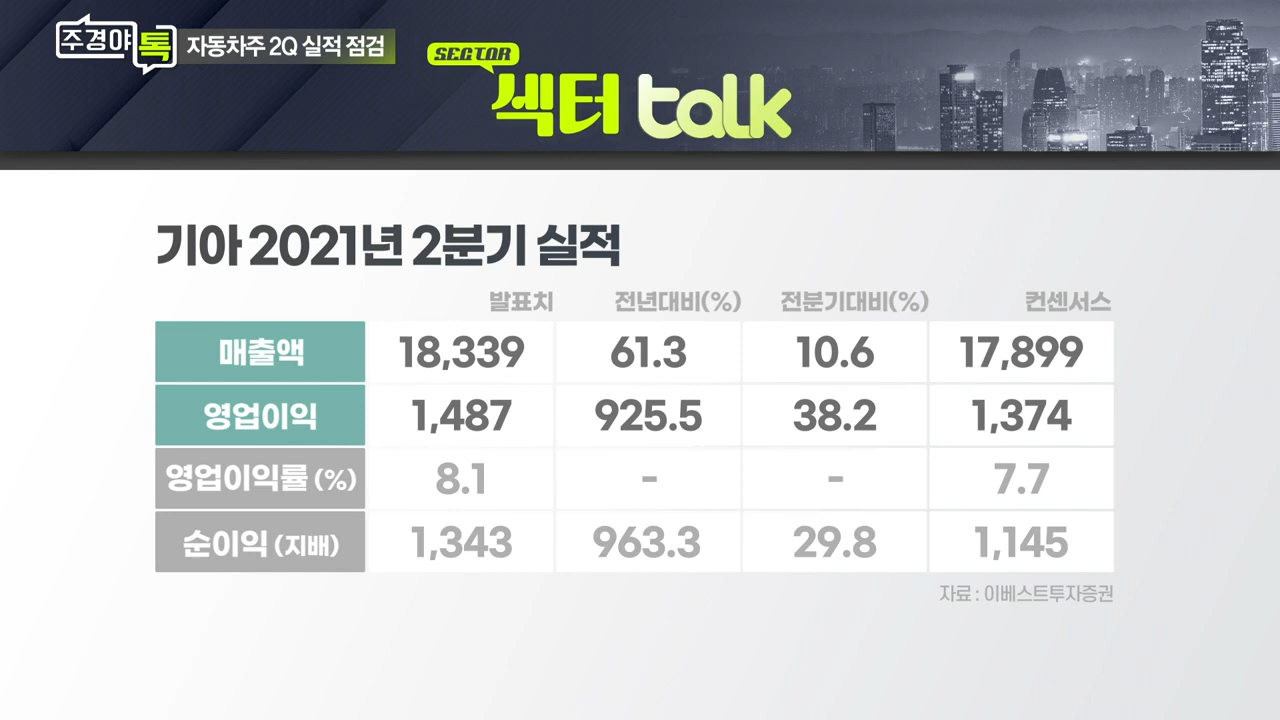 주경야톡 자동차주 2Q 실적 점검
SECTOR
섹터 talk
기아 2021년 2분기 실적
발표치 전년대비(%) 전분기대비(%) 컨센서스
매출액 18,339 61.3 10.6 17,899
영업이익 1,487 925.5 38.2 1,374
영업이익률 (%) 8.1 - - 7.7
순이익 (지배) 1,343 963.3 29.8 1,145
자료 : 이베스트투자증권